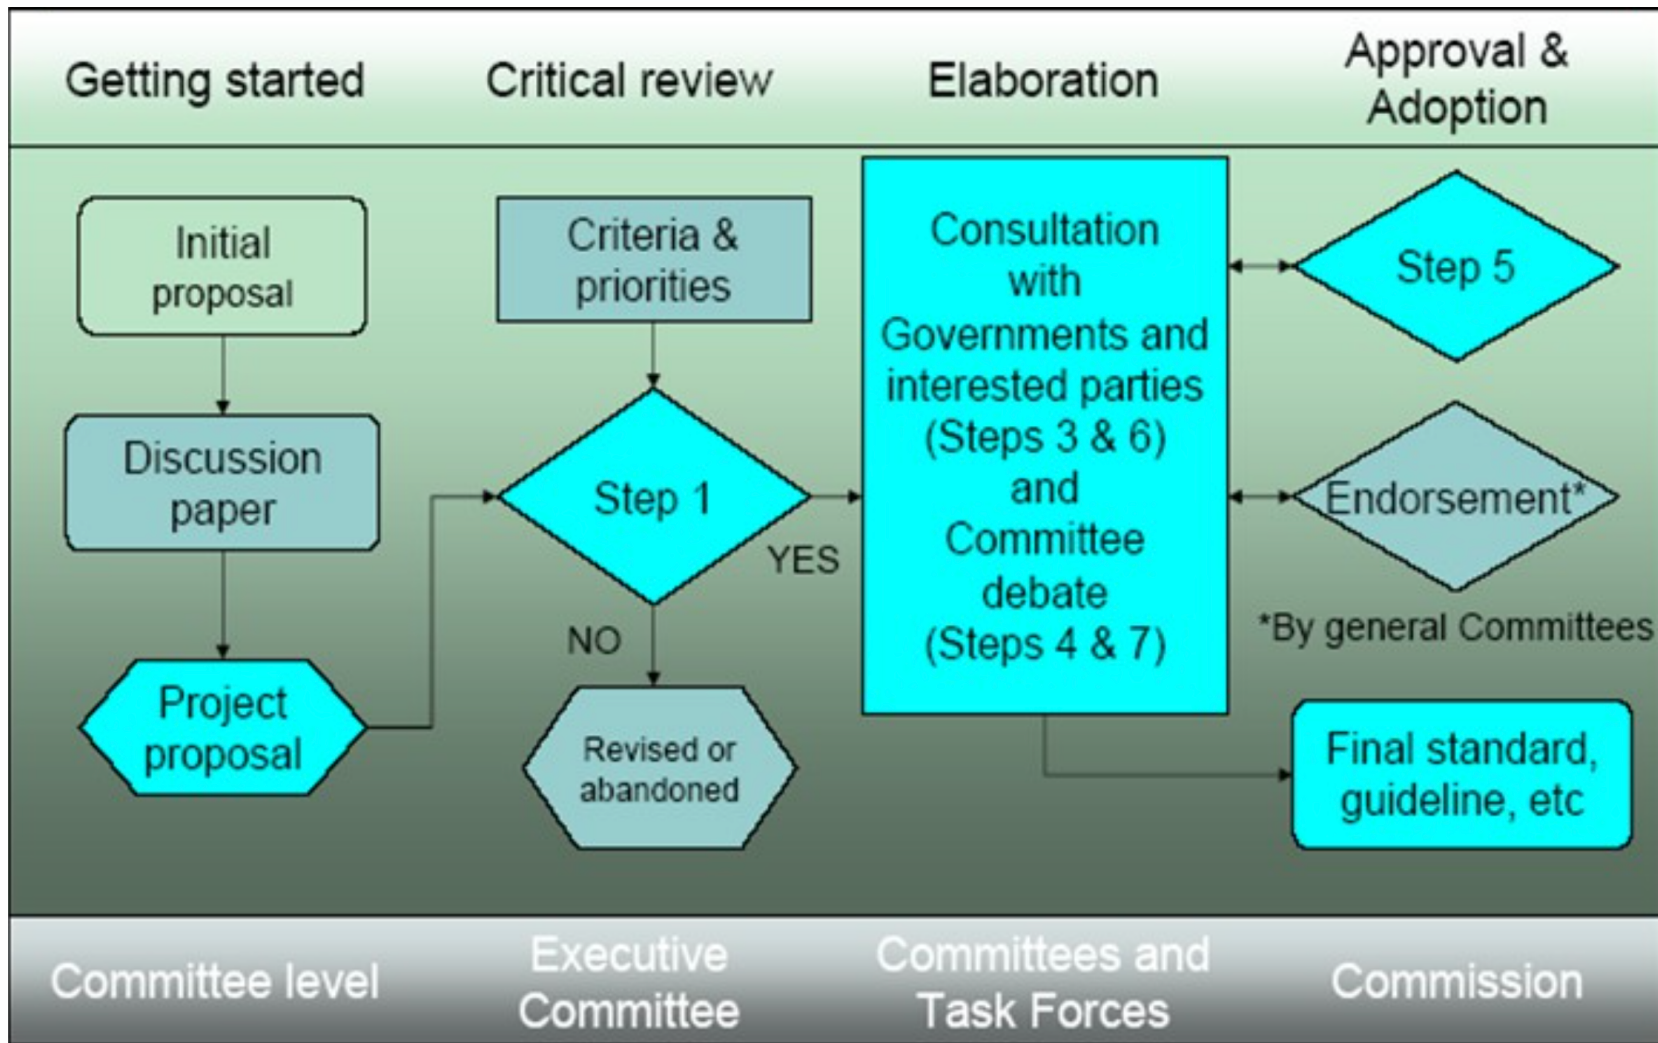 Getting started
Critical review
Elaboration
Approval &
Adoption
Initial
proposal
Discussion
paper
Project
proposal
Criteria &
priorities
Step 1
YES
NO
Revised or
abandoned
Consultation
with
Governments and
interested parties
(Steps 3 & 6)
and
Committee
debate
(Steps 4 & 7)
Step 5
Endorsement*
*By general Committees
Final standard,
guideline, etc
Committee level
Executive
Committee
Committees and
Task Forces
Commission